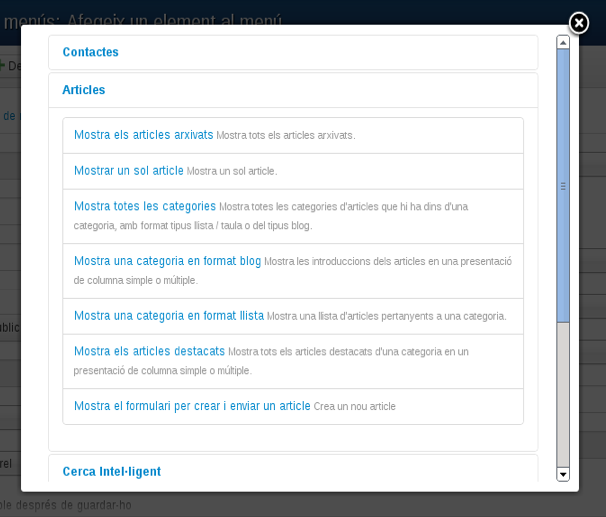 menús: Afegeix un element al menú
Contactes
Articles
Mostra els articles arxivats Mostra tots els articles arxivats.
Mostrar un sol article Mostra un sol article.
Mostra totes les categories Mostra totes les categories d'articles que hi ha dins d'una
categoria, amb format tipus llista / taula o del tipus blog.
Mostra una categoria en format blog Mostra les introduccions dels articles en una presentació
de columna simple o múltiple.
Mostra una categoria en format llista Mostra una llista d'articles pertanyents a una categoria.
Mostra els articles destacats Mostra tots els articles destacats d'una categoria en un
presentació de columna simple o múltiple.
Mostra el formulari per crear i enviar un article Crea un nou article
Cerca Intel·ligent
després de guardar-ho